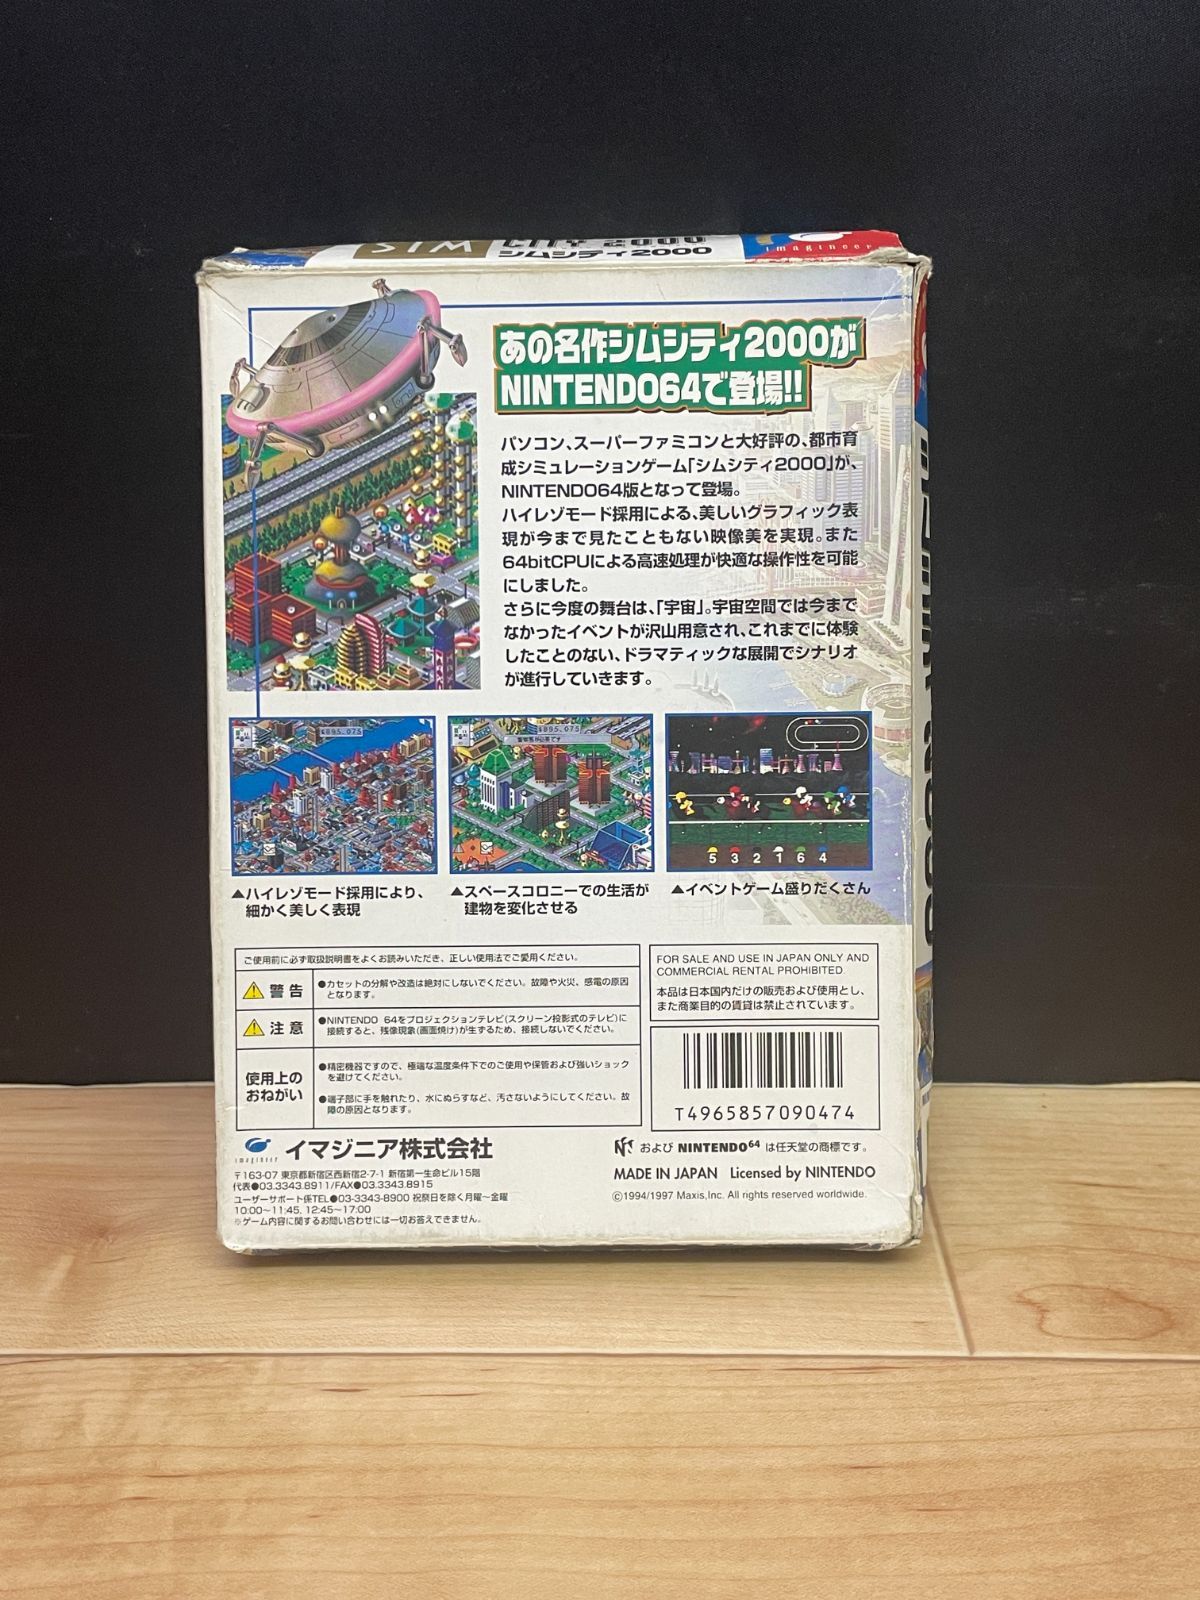 SIM
CITY 2000
シムシティ2000
imagineer
あの名作シムシティ2000が
NINTENDO64で登場!!
パソコン、スーパーファミコンと大好評の、都市育
成シミュレーションゲーム「シムシティ2000」が、
NINTENDO64版となって登場。
ハイレゾモード採用による、美しいグラフィック表
現が今まで見たこともない映像美を実現。また
64bitCPUによる高速処理が快適な操作性を可能
にしました。
さらに今度の舞台は、「宇宙」。宇宙空間では今まで
なかったイベントが沢山用意され、これまでに体験
したことのない、ドラマティックな展開でシナリオ
が進行していきます。
$895,075
$895,075
5 3 2 1 6 4
▲ハイレゾモード採用により、
細かく美しく表現
▲スペースコロニーでの生活が
建物を変化させる
▲イベントゲーム盛りだくさん
ご使用前に必ず取扱説明書をよくお読みいただき、正しい使用法でご愛用ください。
警告
●カセットの分解や改造は絶対にしないでください。故障や火災、感電の原因
となります。
注意
●NINTENDO 64をプロジェクションテレビ(スクリーン投影式のテレビ)に
接続すると、残像現象(画面焼け)が生ずるため、接続しないでください。
使用上の
おねがい
●精密機器ですので、極端な温度条件下でのご使用や保管および強いショック
を避けてください。
●端子部に手を触れたり、水にぬらすなど、汚さないようにしてください。故
障の原因となります。
FOR SALE AND USE IN JAPAN ONLY AND
COMMERCIAL RENTAL PROHIBITED
本品は日本国内だけの販売および使用とし、
また商業目的の賃貸は禁止されています。
T4965857090474
imagineer
イマジニア株式会社
〒163-07 東京都新宿区西新宿2-7-1 新宿第一生命ビル15階
代表●03.3343.8911/FAX●03.3343.8915
ユーザーサポート係TEL●03-3343-8900 祝祭日を除く月曜〜金曜
10:00〜11:45、12:45〜17:00
※ゲーム内容に関するお問い合わせには一切お答えできません。
および NINTENDO64 は任天堂の商標です。
MADE IN JAPAN Licensed by NINTENDO
©1994/1997 Maxis,Inc. All rights reserved worldwide.